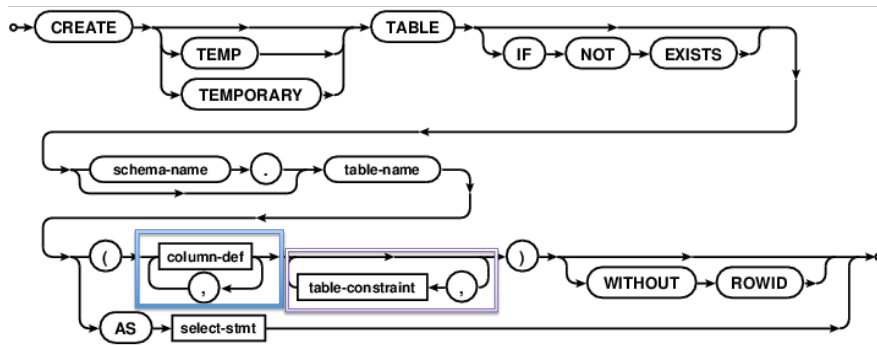 CREATE TEMP TEMPORARY TABLE IF NOT EXISTS
schema-name . table-name
( column-def , table-constraint , ) WITHOUT ROWID
AS select-stmt